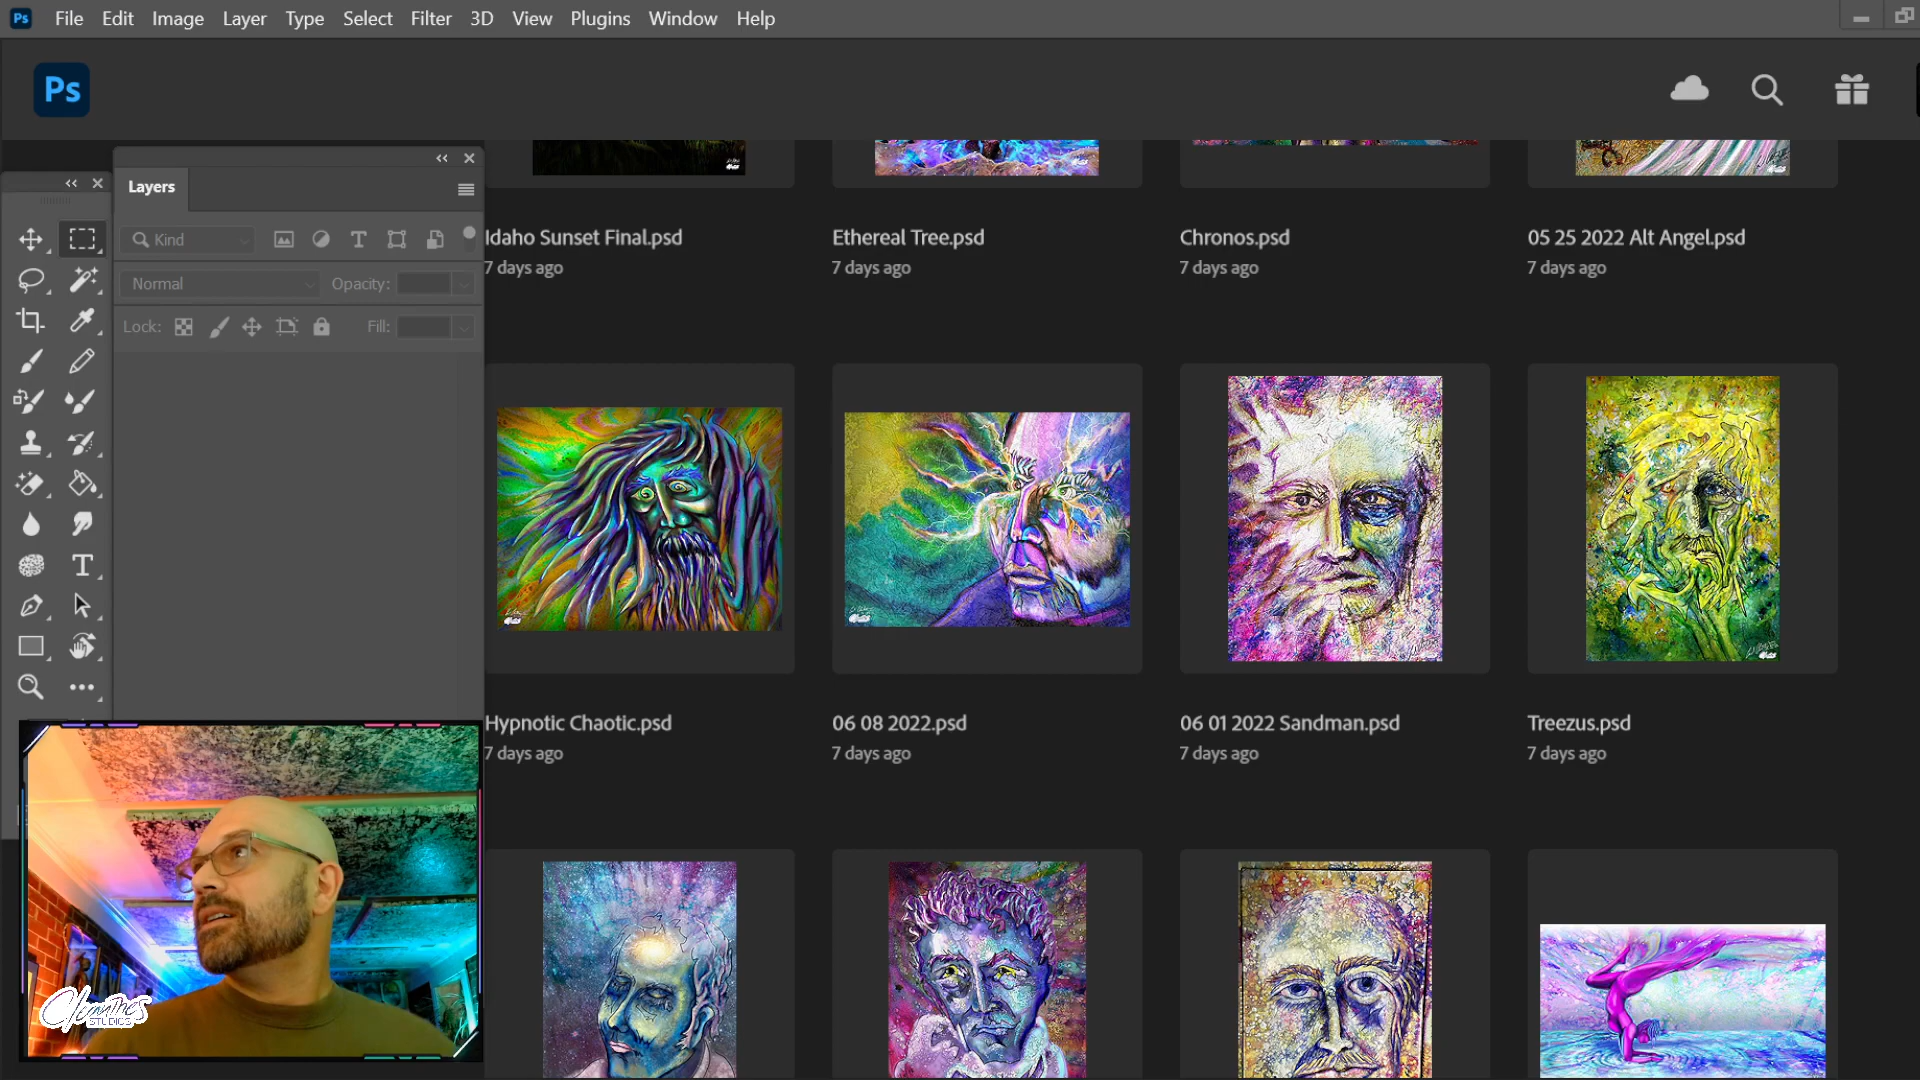 Ps File Edit Image Layer Type Select Filter 3D View Plugins Window Help
Ps
Layers
Kind
Normal Opacity:
Lock: Fill:
Idaho Sunset Final.psd
7 days ago
Ethereal Tree.psd
7 days ago
Chronos.psd
7 days ago
05 25 2022 Alt Angel.psd
7 days ago
Hypnotic Chaotic.psd
7 days ago
06 08 2022.psd
7 days ago
06 01 2022 Sandman.psd
7 days ago
Treezus.psd
7 days ago
STUDIOS